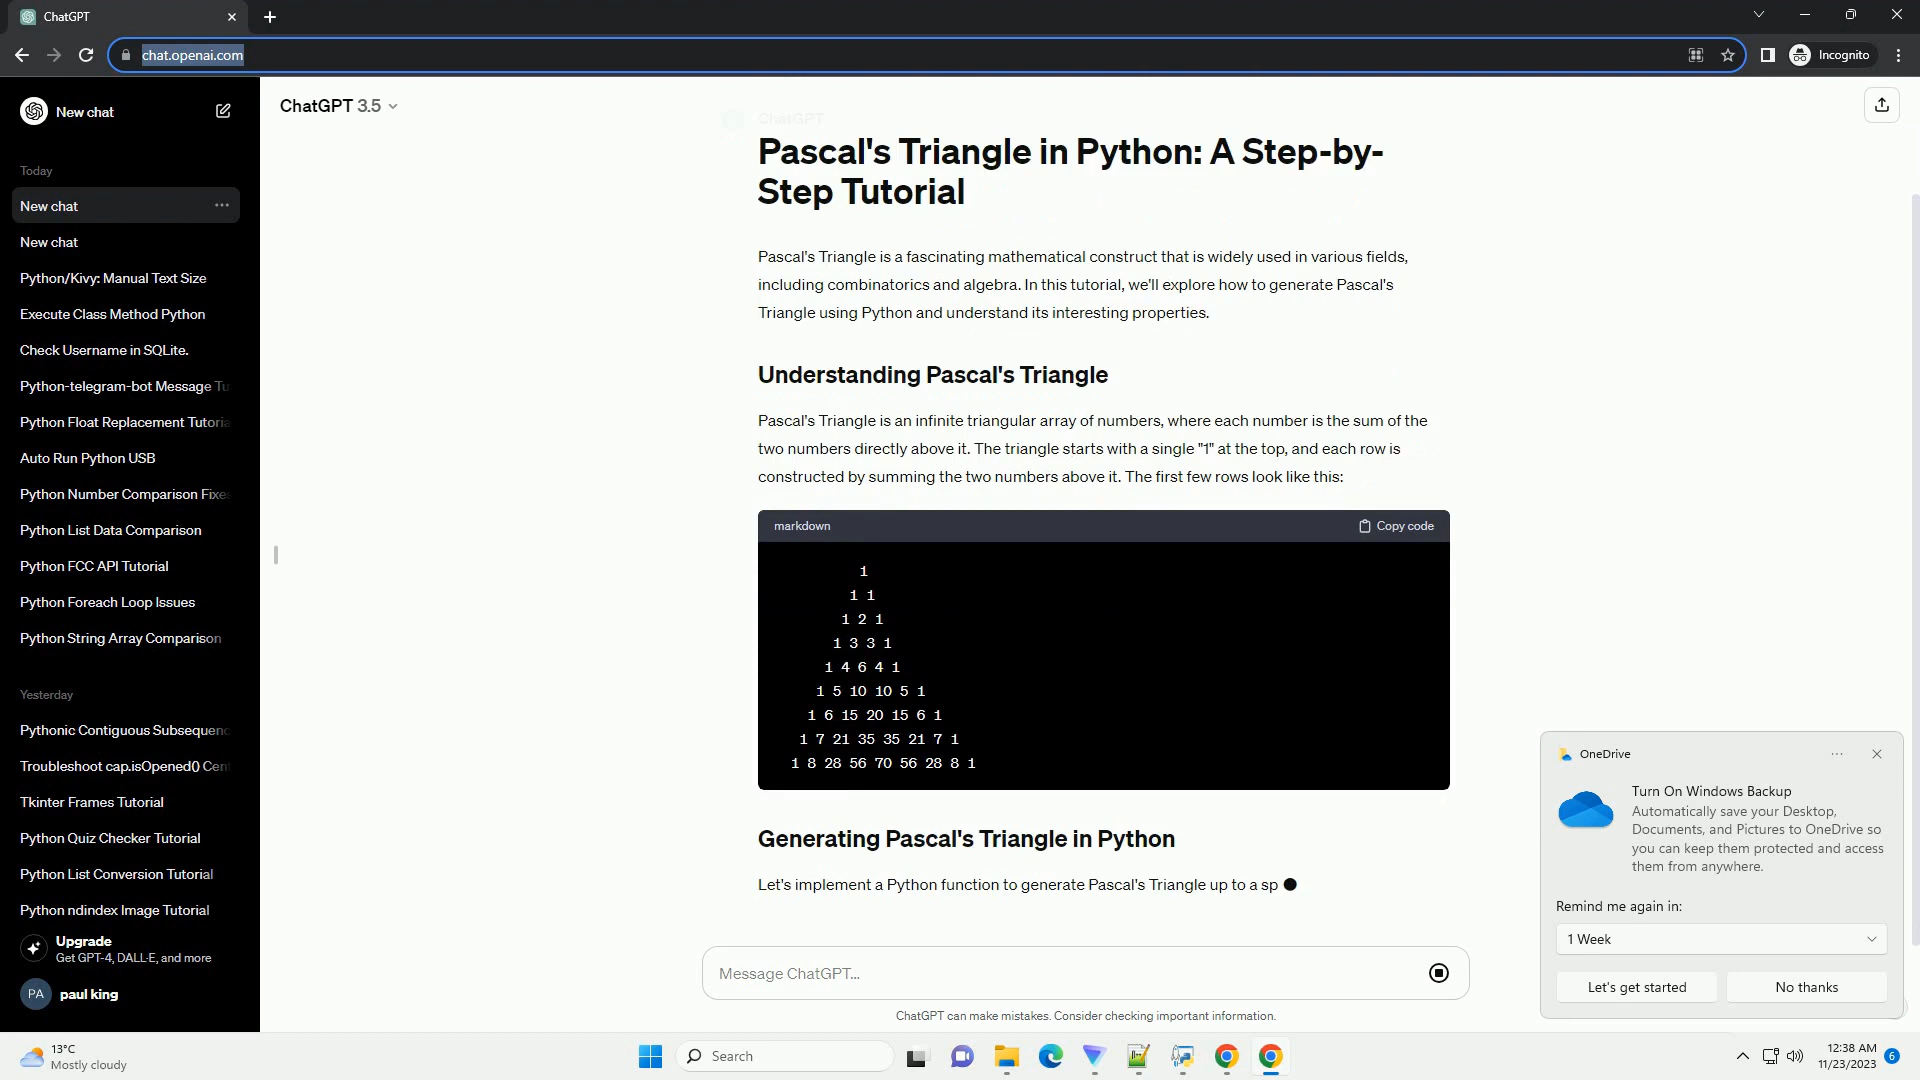 ChatGPT
chat.openai.com
Incognito
New chat
Today
New chat
New chat
Python/Kivy: Manual Text Size
Execute Class Method Python
Check Username in SQLite.
Python-telegram-bot Message Tu
Python Float Replacement Tutoria
Auto Run Python USB
Python Number Comparison Fixes
Python List Data Comparison
Python FCC API Tutorial
Python Foreach Loop Issues
Python String Array Comparison
Yesterday
Pythonic Contiguous Subsequenc
Troubleshoot cap.isOpened() Cen
Tkinter Frames Tutorial
Python Quiz Checker Tutorial
Python List Conversion Tutorial
Python ndindex Image Tutorial
Upgrade
Get GPT-4, DALL·E, and more
PA
paul king
ChatGPT 3.5
ChatGPT
Pascal's Triangle in Python: A Step-by-
Step Tutorial
Pascal's Triangle is a fascinating mathematical construct that is widely used in various fields,
including combinatorics and algebra. In this tutorial, we'll explore how to generate Pascal's
Triangle using Python and understand its interesting properties.
Understanding Pascal's Triangle
Pascal's Triangle is an infinite triangular array of numbers, where each number is the sum of the
two numbers directly above it. The triangle starts with a single "1" at the top, and each row is
constructed by summing the two numbers above it. The first few rows look like this:
markdown
Copy code
1
1 1
1 2 1
1 3 3 1
1 4 6 4 1
1 5 10 10 5 1
1 6 15 20 15 6 1
1 7 21 35 35 21 7 1
1 8 28 56 70 56 28 8 1
Generating Pascal's Triangle in Python
Let's implement a Python function to generate Pascal's Triangle up to a sp
Message ChatGPT...
ChatGPT can make mistakes. Consider checking important information.
OneDrive
Turn On Windows Backup
Automatically save your Desktop,
Documents, and Pictures to OneDrive so
you can keep them protected and access
them from anywhere.
Remind me again in:
1 Week
Let's get started
No thanks
13°C
Mostly cloudy
Search
12:38 AM
11/23/2023
6